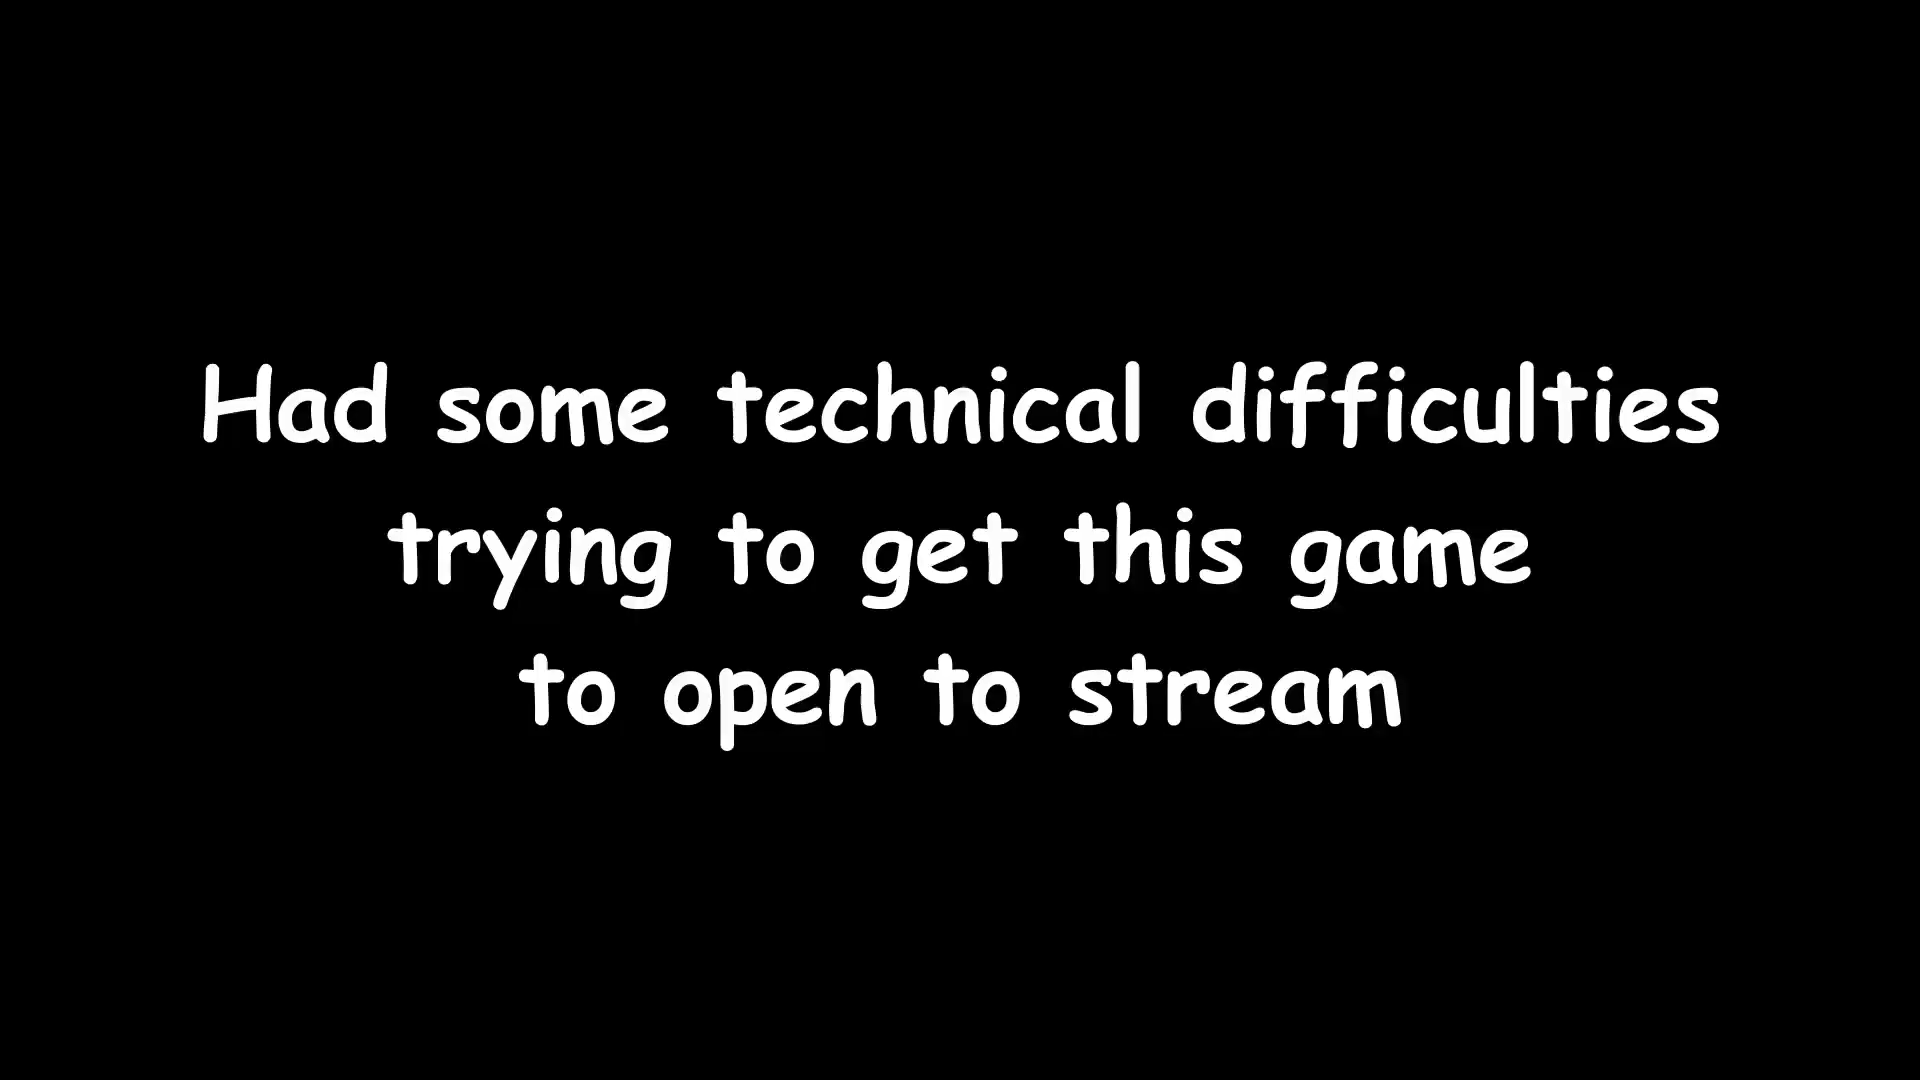 Had some technical difficulties
trying to get this game
to open to stream